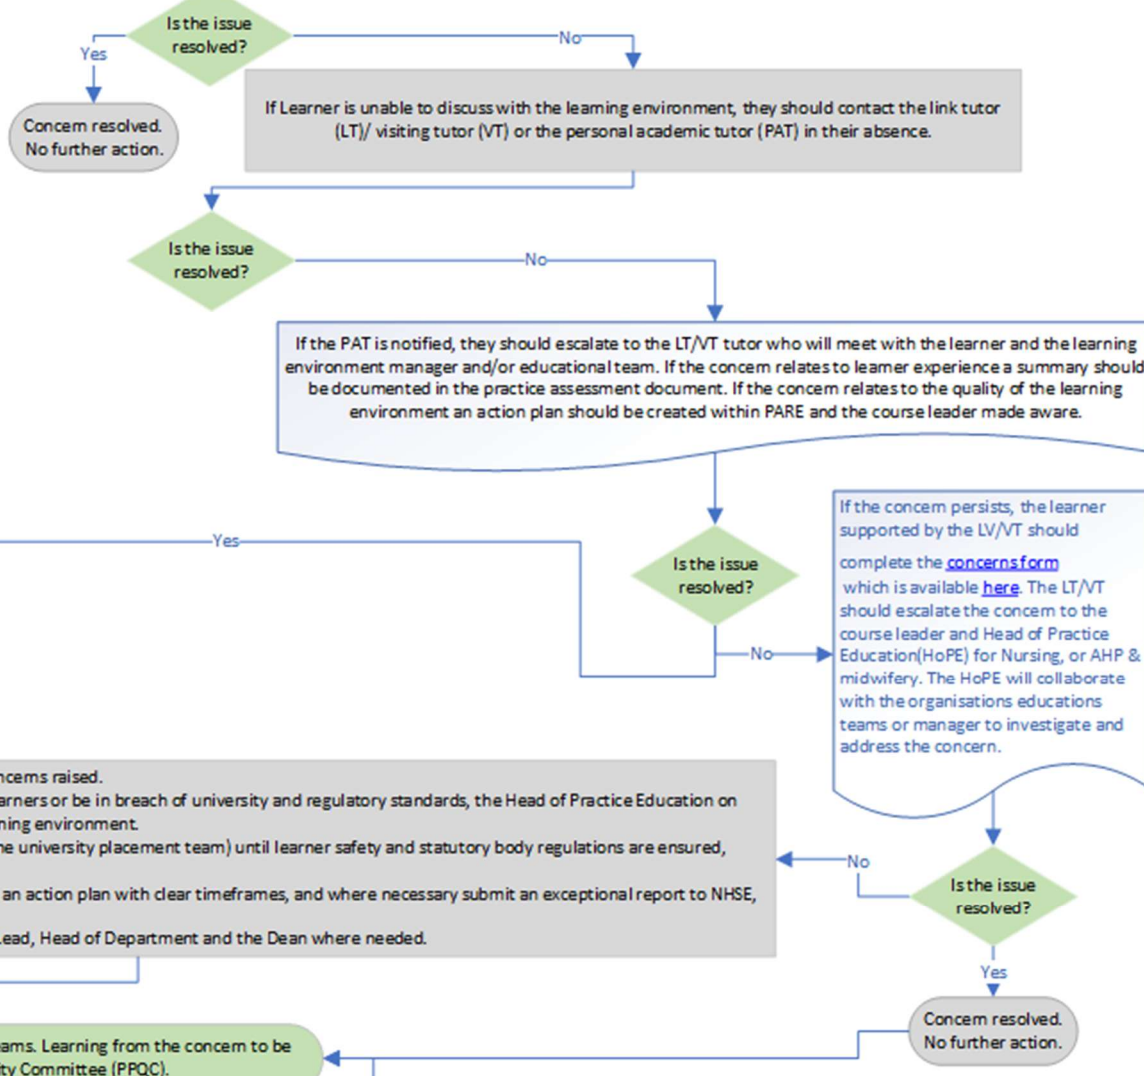 Is the issue
resolved?
Yes
No
If Learner is unable to discuss with the learning environment, they should contact the link tutor
(LT)/ visiting tutor (VT) or the personal academic tutor (PAT) in their absence.
Concern resolved.
No further action.
Is the issue
resolved?
No
If the PAT is notified, they should escalate to the LT/VT tutor who will meet with the learner and the learning
environment manager and/or educational team. If the concern relates to learner experience a summary should
be documented in the practice assessment document. If the concern relates to the quality of the learning
environment an action plan should be created within PARE and the course leader made aware.
Yes
Is the issue
resolved?
No
If the concern persists, the learner
supported by the LV/VT should
complete the concerns form
which is available here. The LT/VT
should escalate the concern to the
course leader and Head of Practice
Education(HoPE) for Nursing, or AHP &
midwifery. The HoPE will collaborate
with the organisations educations
teams or manager to investigate and
address the concern.
ncerns raised.
arners or be in breach of university and regulatory standards, the Head of Practice Education on
ning environment.
ne university placement team) until learner safety and statutory body regulations are ensured,
an action plan with clear timeframes, and where necessary submit an exceptional report to NHSE,
Lead, Head of Department and the Dean where needed.
No
Is the issue
resolved?
Yes
Concern resolved.
No further action.
eams. Learning from the concern to be
ity Committee (PPQC).